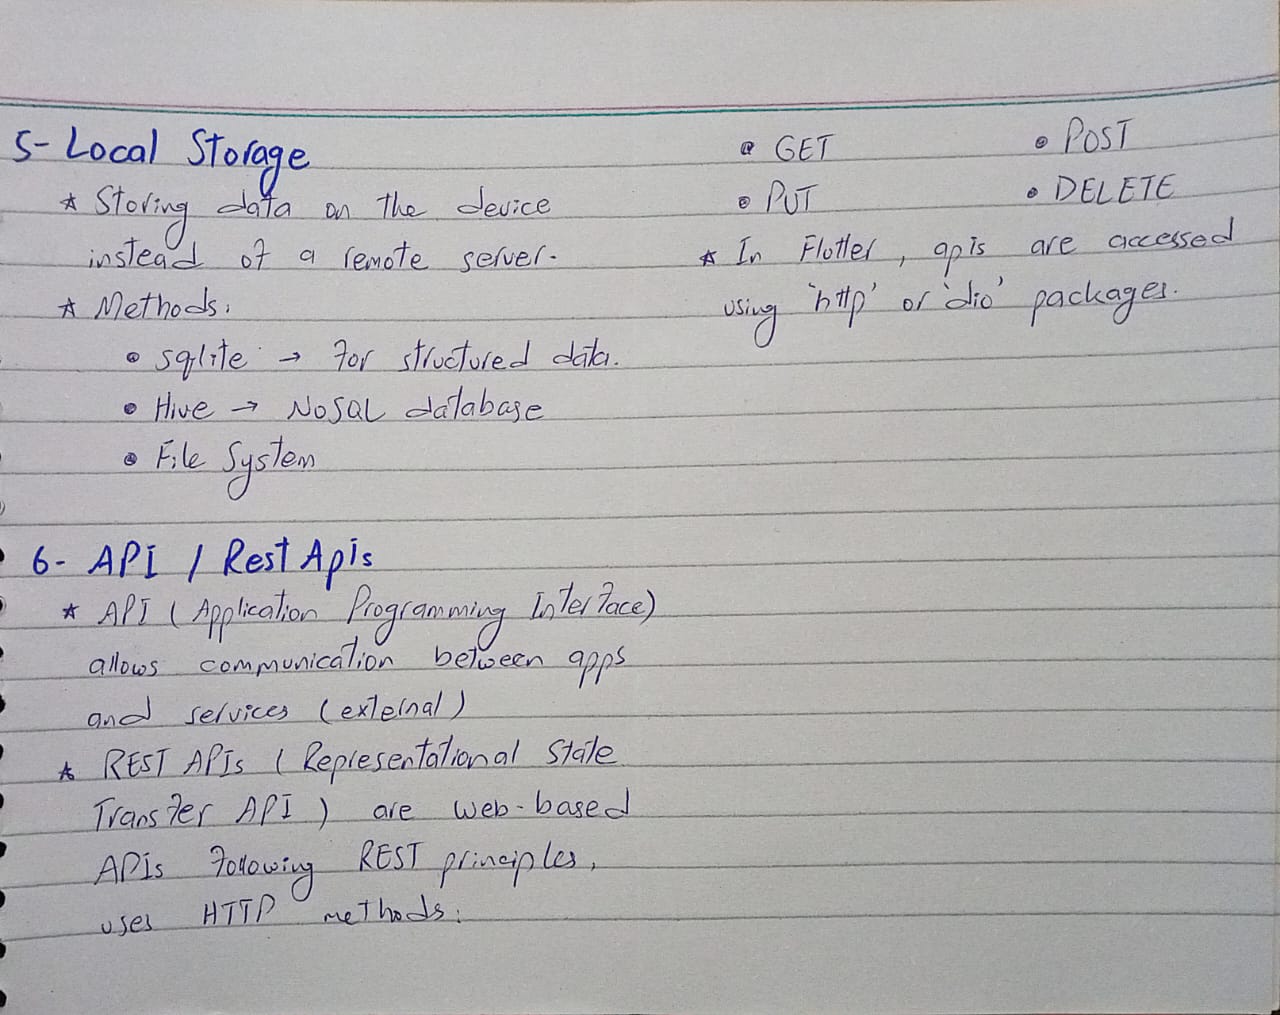 5- Local Storage
* Storing data on the device
instead of a remote server.
* Methods:
• sqlite → for structured data.
• Hive → NoSQL database
• File System
6- API / Rest Apis
* API (Application Programming Interface)
allows communication between apps
and services (external)
* REST APIs (Representational State
Transfer API) are web-based
APIs following REST principles,
uses HTTP methods:
• GET • POST
• PUT • DELETE
* In Flutter, apis are accessed
using 'http' or 'dio' packages.